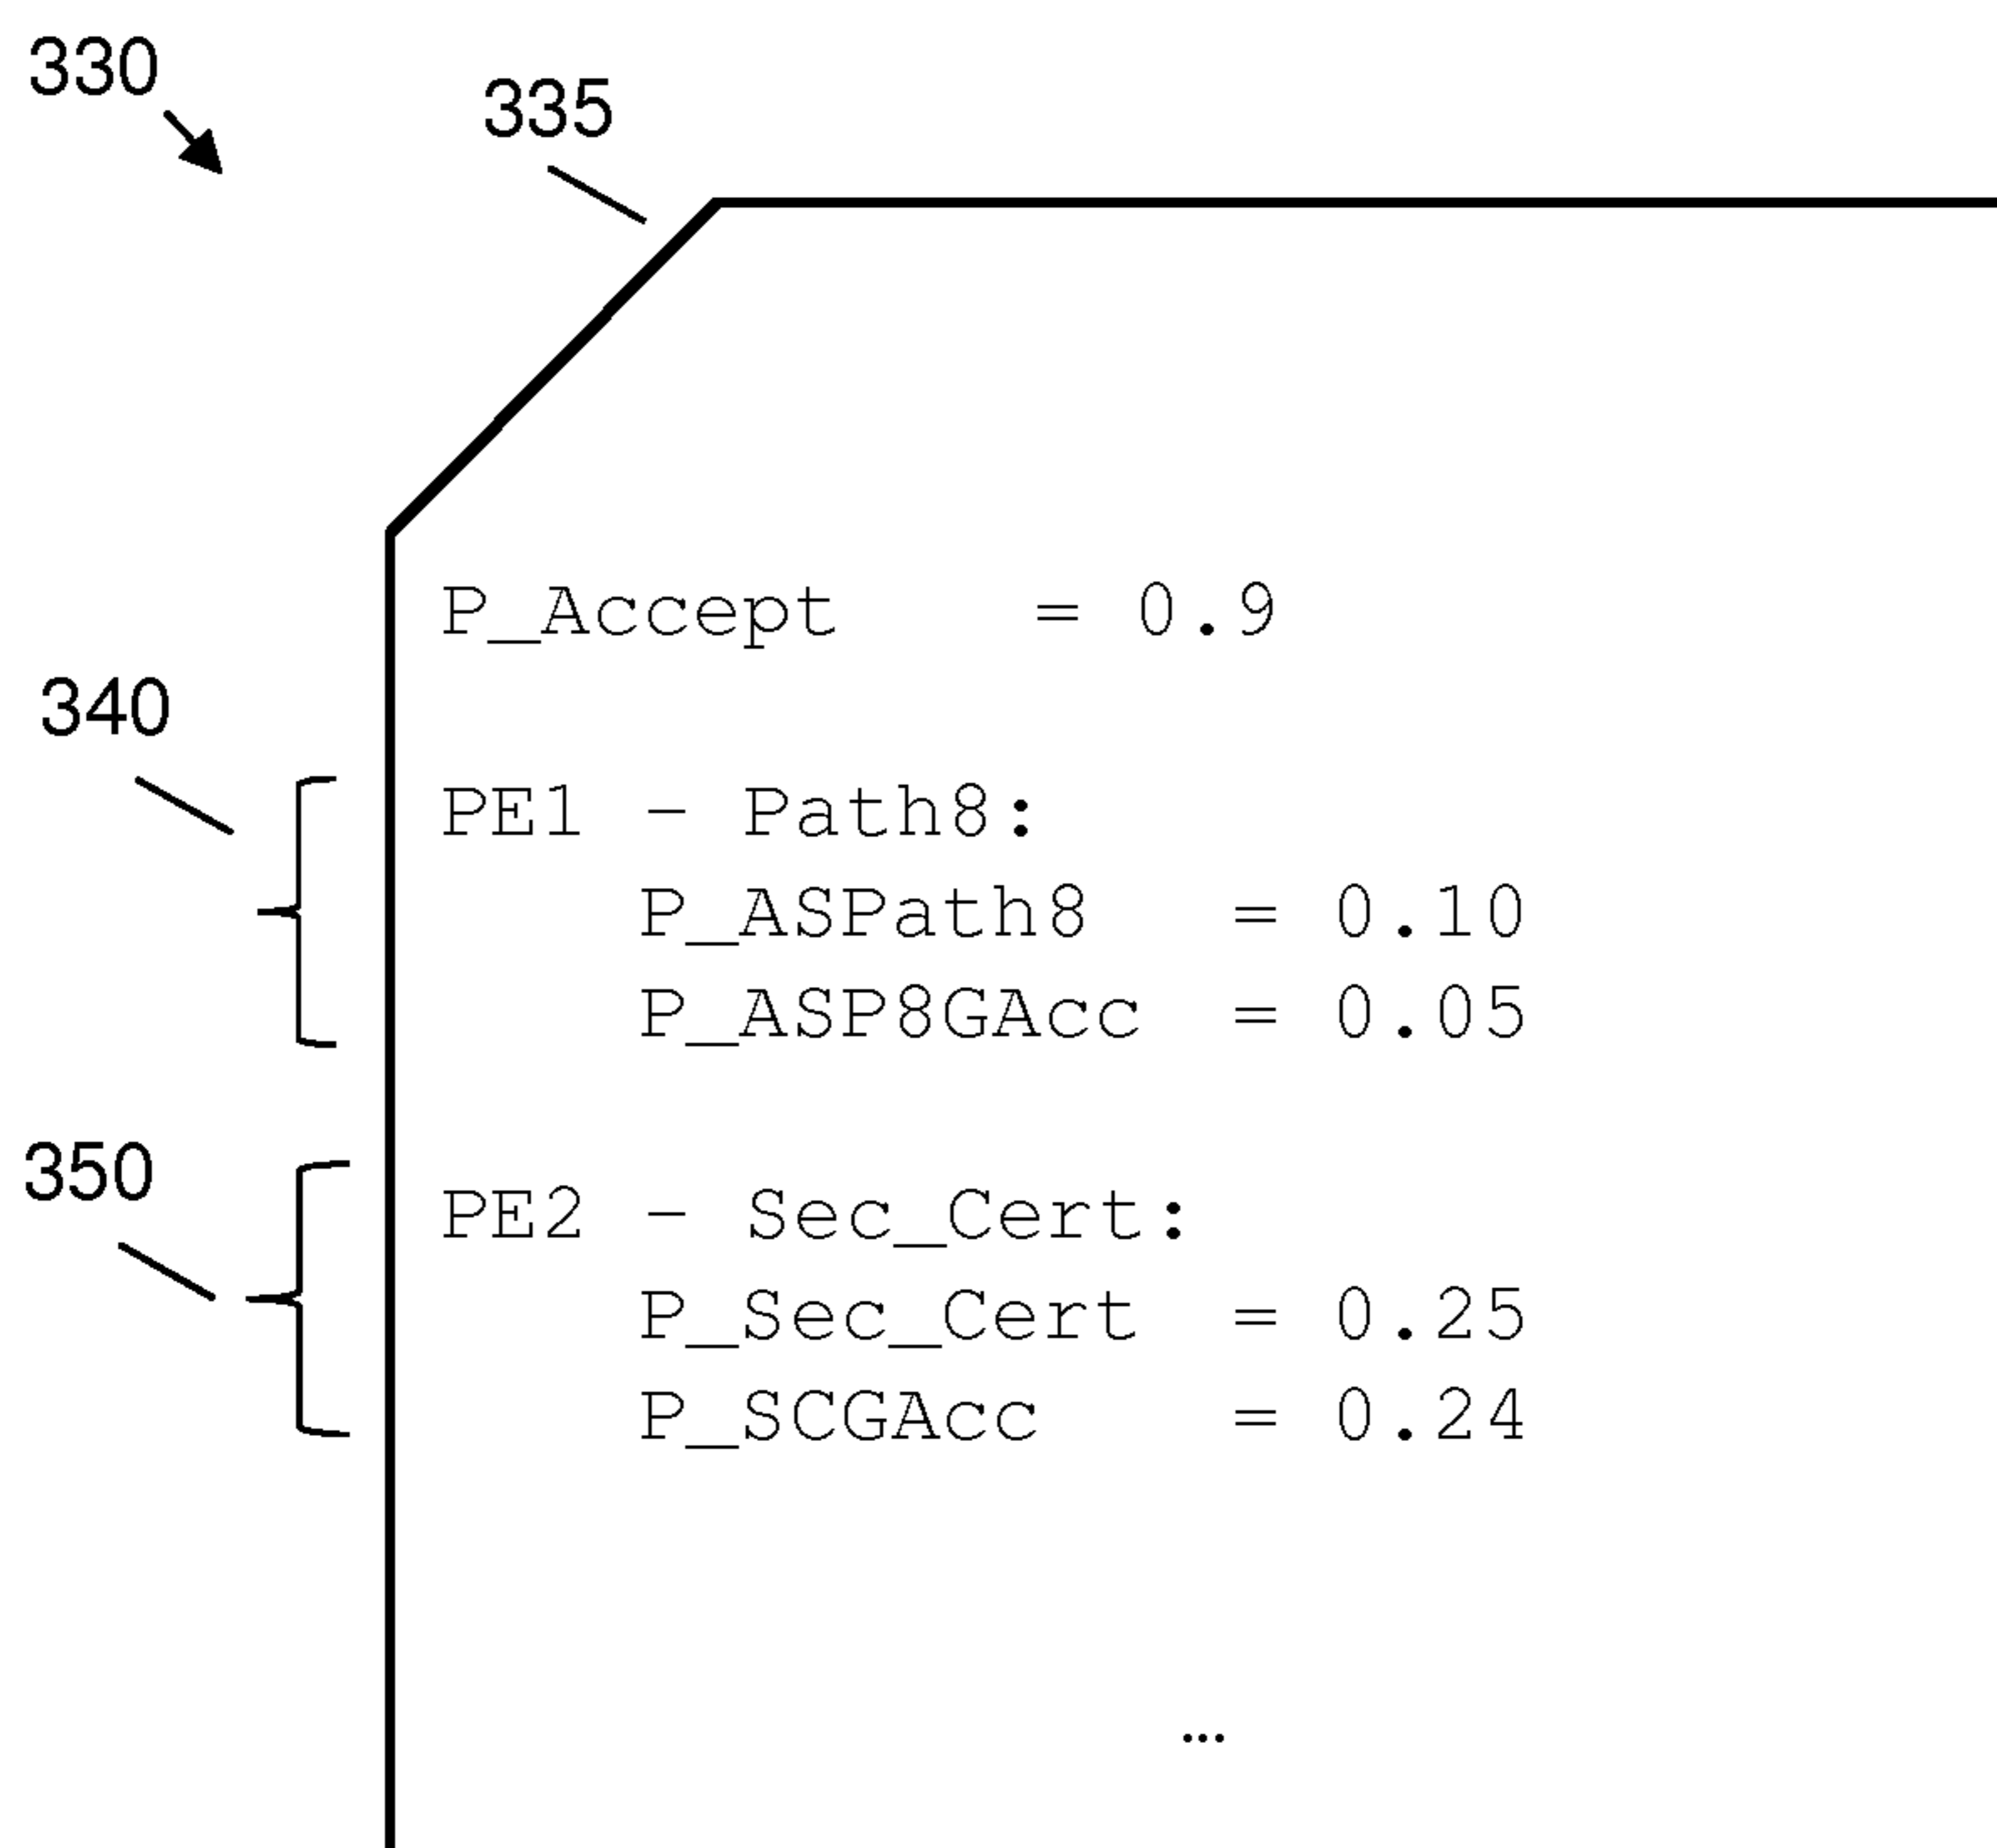 330
335
P_Accept = 0.9
340
PE1 - Path8:
P_ASPath8 = 0.10
P_ASP8GAcc = 0.05
350
PE2 - Sec_Cert:
P_Sec_Cert = 0.25
P_SCGAcc = 0.24
...